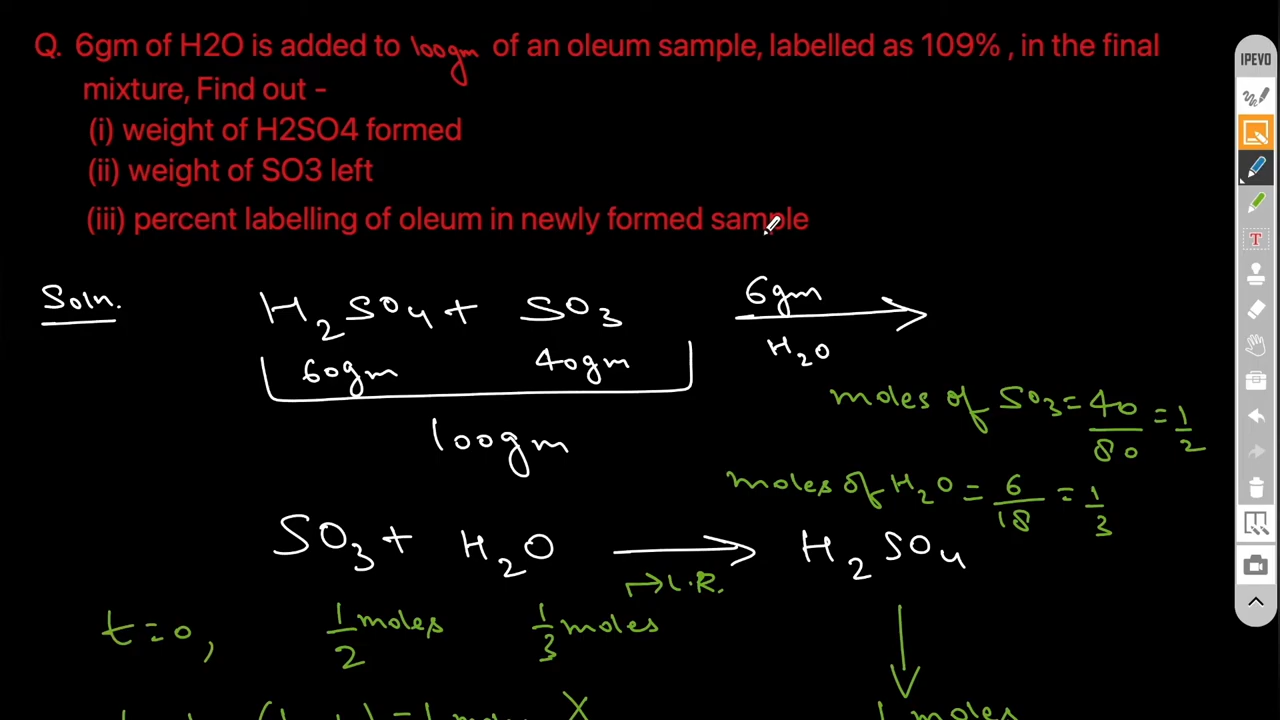 Q. 6gm of H2O is added to 100gm of an oleum sample, labelled as 109% , in the final
mixture, Find out -
(i) weight of H2SO4 formed
(ii) weight of SO3 left
(iii) percent labelling of oleum in newly formed sample
Soln.
H2SO4 + SO3 6gm H2O →
60gm 40gm
100gm
moles of SO3 = 40/80 = 1/2
moles of H2O = 6/18 = 1/3
SO3 + H2O → H2SO4
↦ L.R.
t=0, 1/2 moles 1/3 moles
moles
IPEVO
T